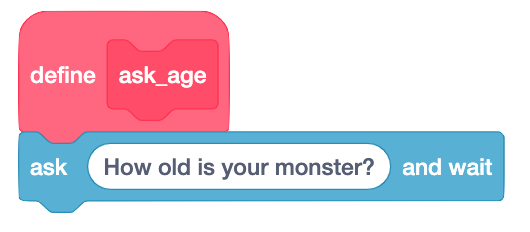 define ask_age
ask How old is your monster? and wait